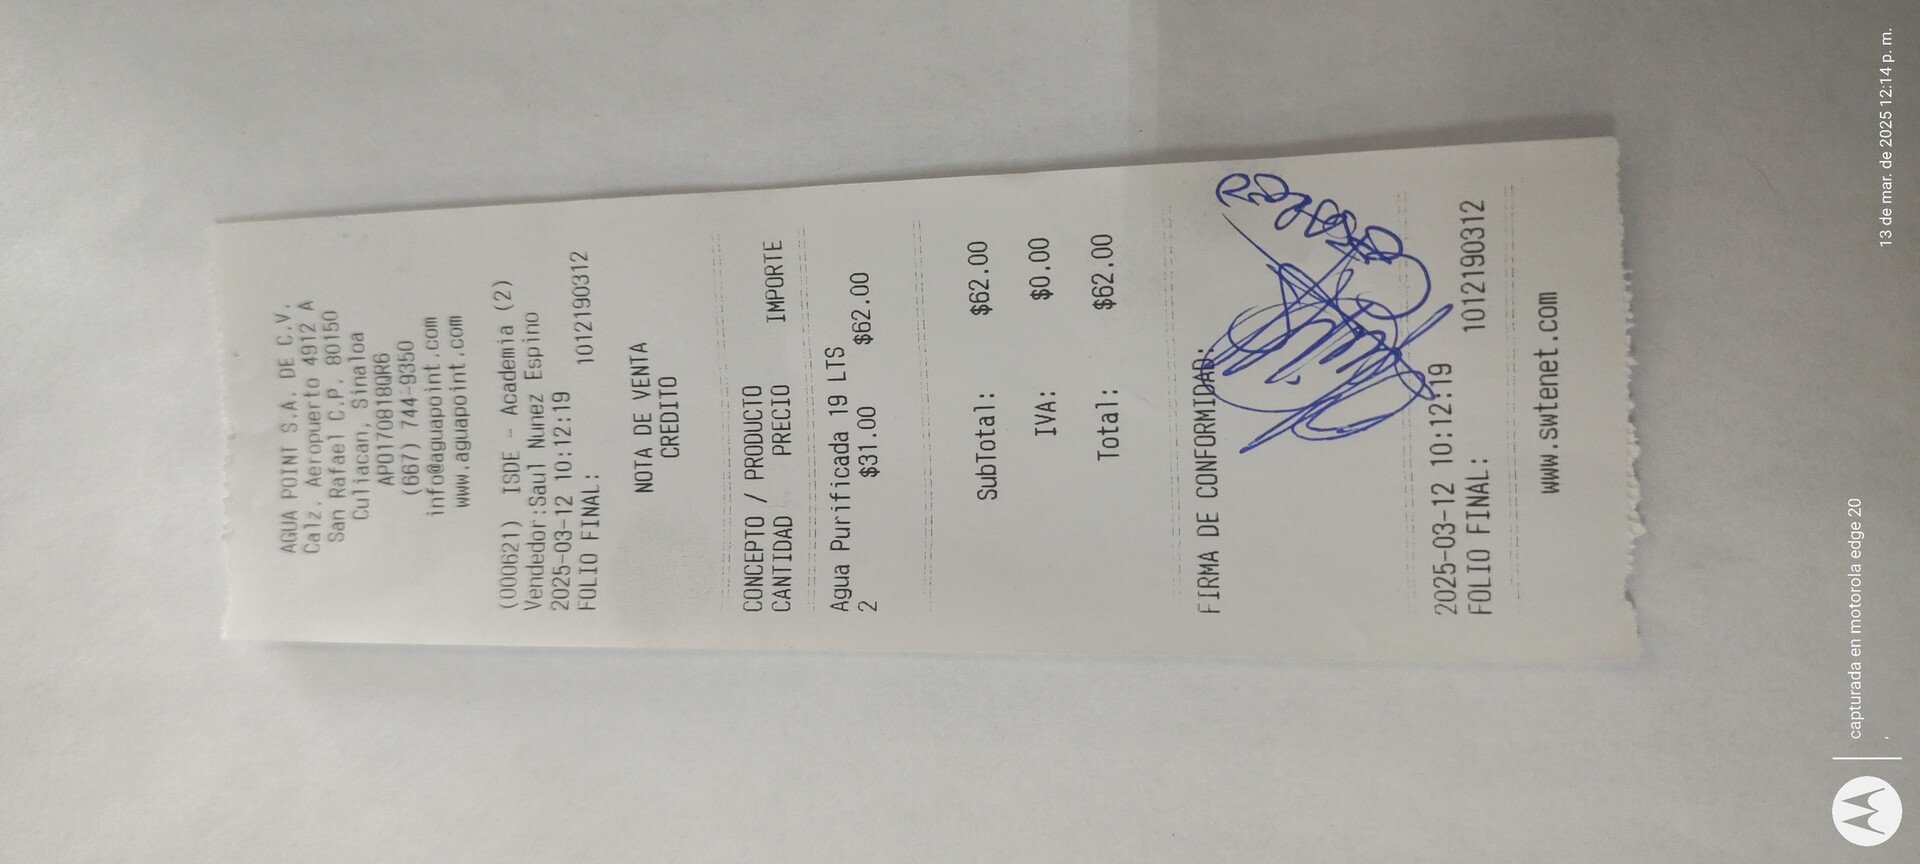 AGUA POINT S.A. DE C.V.
Calz. Aeropuerto 4912 A
San Rafael C.P. 80150
Culiacan, Sinaloa
APO170818QR6
(667) 744-9350
info@aguapoint.com
www.aguapoint.com
(000621) ISDE - Academia (2)
Vendedor:Saul Nunez Espino
2025-03-12 10:12:19
FOLIO FINAL: 1012190312
NOTA DE VENTA
CREDITO
CONCEPTO / PRODUCTO
CANTIDAD PRECIO IMPORTE
Agua Purificada 19 LTS
2 $31.00 $62.00
SubTotal: $62.00
IVA: $0.00
Total: $62.00
FIRMA DE CONFORMIDAD:
2025-03-12 10:12:19
FOLIO FINAL: 1012190312
www.swtenet.com
capturada en motorola edge 20
13 de mar. de 2025 12:14 p. m.